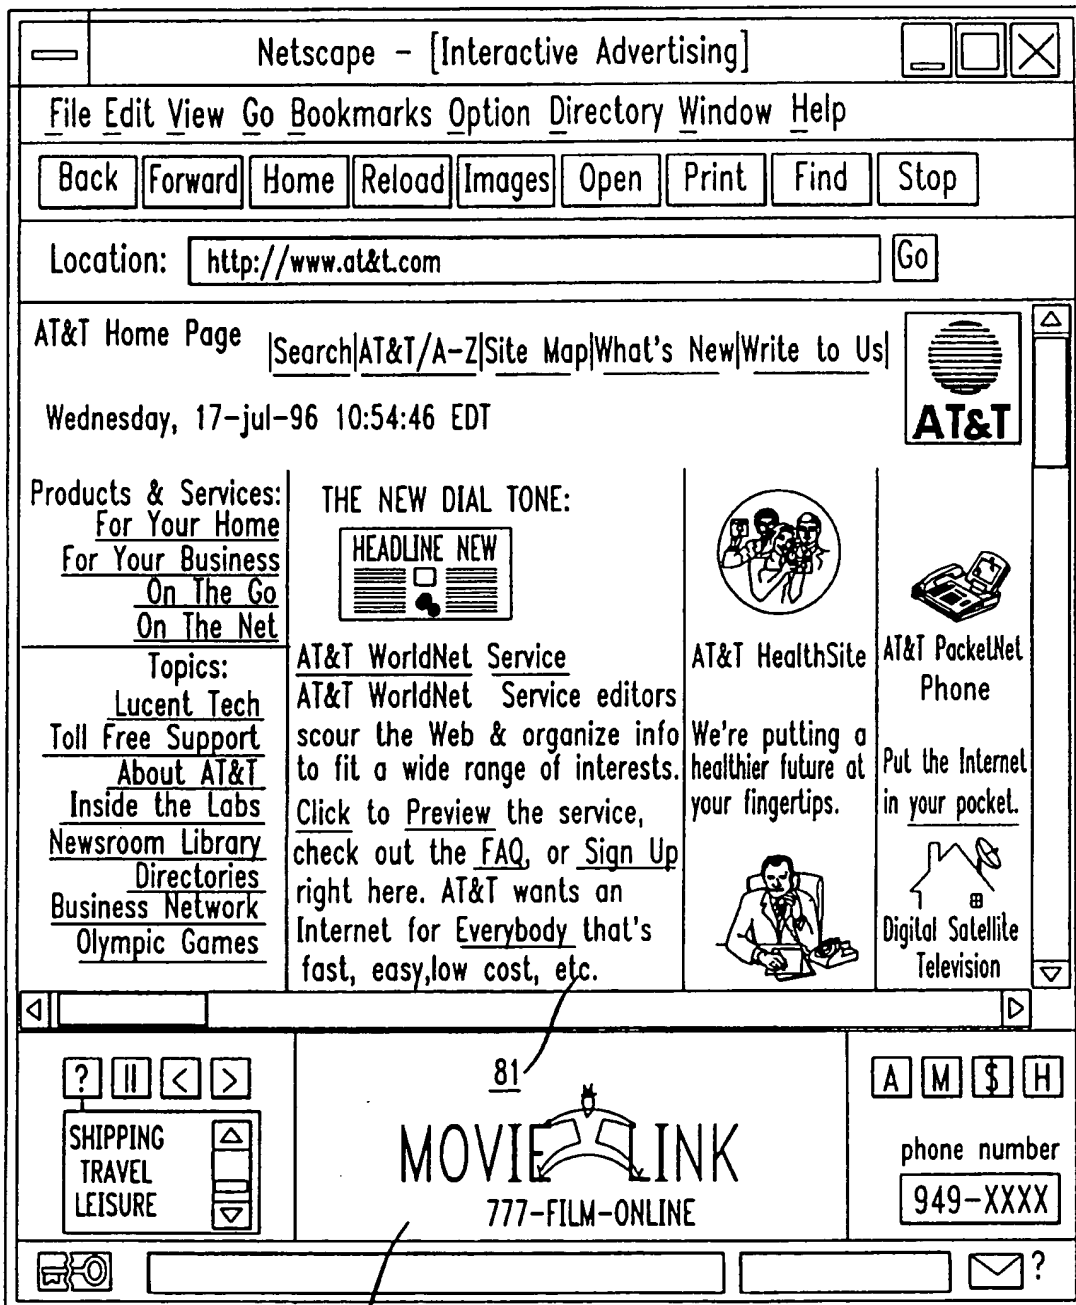 Netscape - [Interactive Advertising]
File Edit View Go Bookmarks Option Directory Window Help
Back Forward Home Reload Images Open Print Find Stop
Location: http://www.at&t.com Go
AT&T Home Page |Search|AT&T/A-Z|Site Map|What's New|Write to Us|
AT&T
Wednesday, 17-jul-96 10:54:46 EDT
Products & Services:
For Your Home
For Your Business
On The Go
On The Net
Topics:
Lucent Tech
Toll Free Support
About AT&T
Inside the Labs
Newsroom Library
Directories
Business Network
Olympic Games
THE NEW DIAL TONE:
HEADLINE NEW
AT&T WorldNet Service
AT&T WorldNet Service editors
scour the Web & organize info
to fit a wide range of interests.
Click to Preview the service,
check out the FAQ, or Sign Up
right here. AT&T wants an
Internet for Everybody that's
fast, easy,low cost, etc.
AT&T HealthSite
We're putting a
healthier future at
your fingertips.
AT&T PacketNet
Phone
Put the Internet
in your pocket.
Digital Satellite
Television
? || < >
SHIPPING
TRAVEL
LEISURE
81
MOVIE LINK
777-FILM-ONLINE
A M $ H
phone number
949-XXXX
?